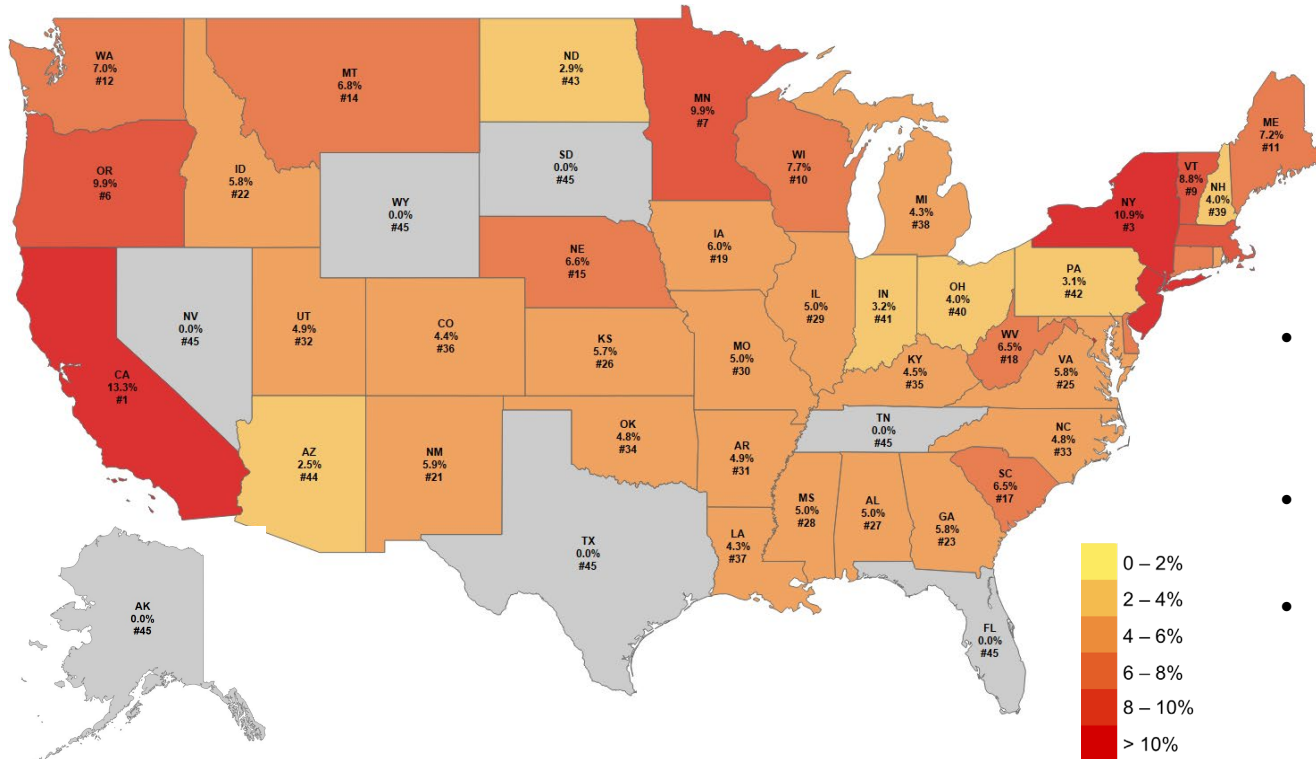 WA
7.0%
#12
MT
6.8%
#14
ND
2.9%
#43
MN
9.9%
#7
ME
7.2%
#11
OR
9.9%
#6
ID
5.8%
#22
SD
0.0%
#45
WI
7.7%
#10
VT
8.8%
#9
NH
4.0%
#39
WY
0.0%
#45
MI
4.3%
#38
NY
10.9%
#3
IA
6.0%
#19
NE
6.6%
#15
PA
3.1%
#42
NV
0.0%
#45
UT
4.9%
#32
CO
4.4%
#36
IL
5.0%
#29
IN
3.2%
#41
OH
4.0%
#40
WV
6.5%
#18
KS
5.7%
#26
MO
5.0%
#30
KY
4.5%
#35
VA
5.8%
#25
CA
13.3%
#1
TN
0.0%
#45
NC
4.8%
#33
AZ
2.5%
#44
NM
5.9%
#21
OK
4.8%
#34
AR
4.9%
#31
SC
6.5%
#17
MS
5.0%
#28
AL
5.0%
#27
GA
5.8%
#23
LA
4.3%
#37
TX
0.0%
#45
AK
0.0%
#45
FL
0.0%
#45
0 – 2%
2 – 4%
4 – 6%
6 – 8%
8 – 10%
> 10%